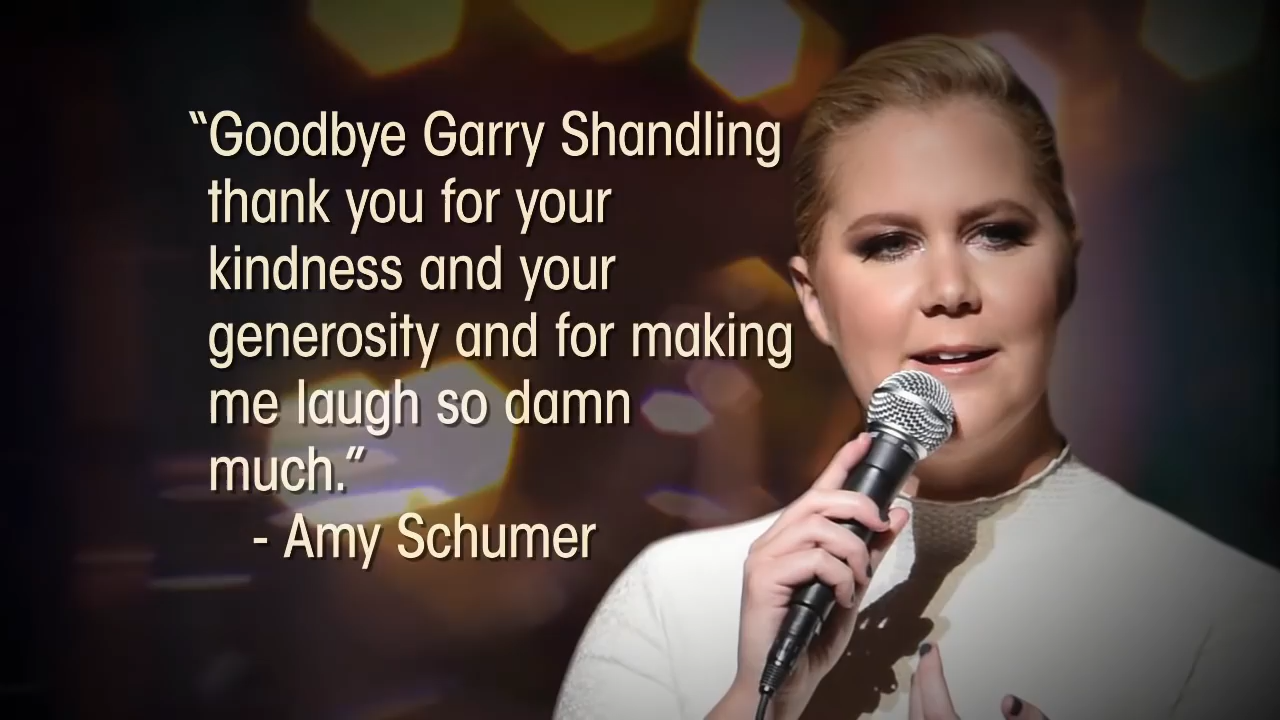 “Goodbye Garry Shandling
thank you for your
kindness and your
generosity and for making
me laugh so damn
much.”
- Amy Schumer